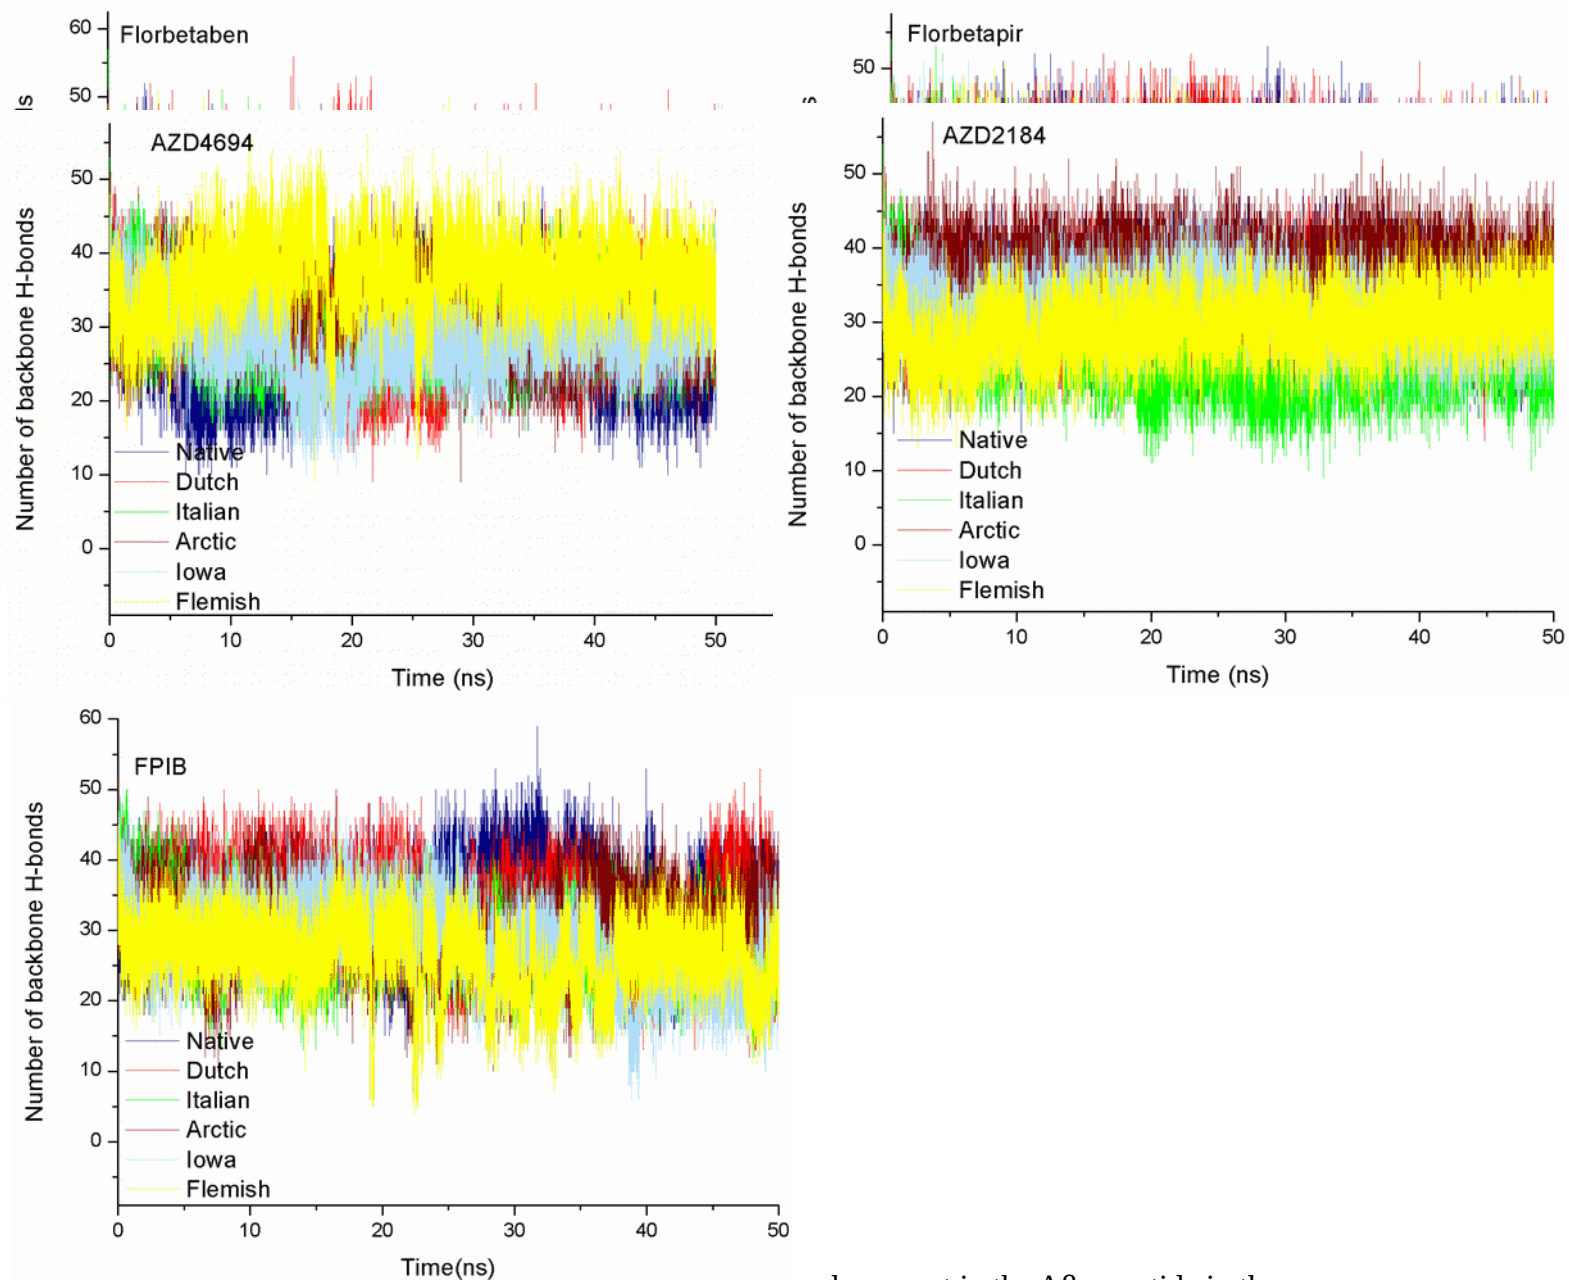 60
Florbetaben
50
ls
Florbetapir
50
s
AZD4694
50
40
30
20
10
0
Number of backbone H-bonds
Native
Dutch
Italian
Arctic
Iowa
Flemish
0 10 20 30 40 50
Time (ns)
AZD2184
50
40
30
20
10
0
Number of backbone H-bonds
Native
Dutch
Italian
Arctic
Iowa
Flemish
0 10 20 30 40 50
Time (ns)
60
FPIB
50
40
30
20
10
0
Number of backbone H-bonds
Native
Dutch
Italian
Arctic
Iowa
Flemish
0 10 20 30 40 50
Time(ns)
in the Aβ